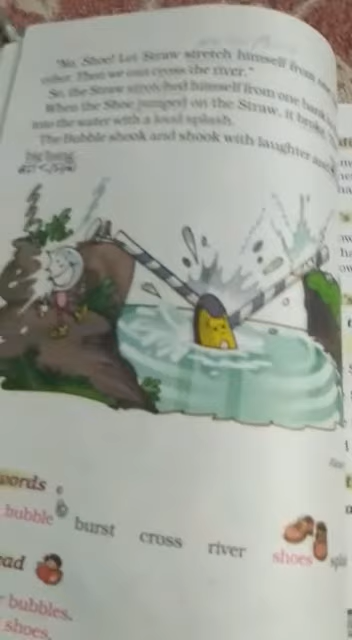 "No, Shoe! Let Straw stretch himself from one
other. Then we can cross the river."
So, the Straw stretched himself from one bank
When the Shoe jumped on the Straw, it broke
into the water with a loud splash.
The Bubble shook and shook with laughter and
big bang.
words
bubble burst cross river shoes
bubbles.
shoes.